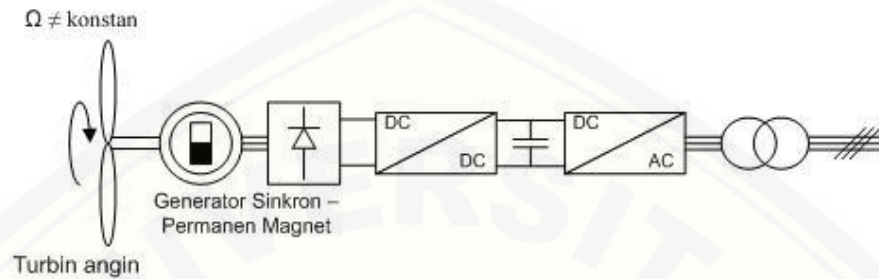 Ω ≠ konstan
DC
DC
DC
AC
Generator Sinkron –
Permanen Magnet
Turbin angin